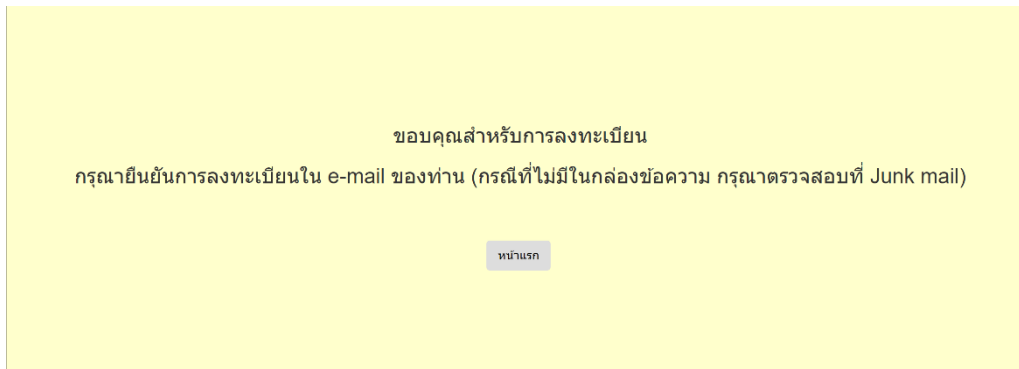 ขอบคุณสำหรับการลงทะเบียน
กรุณายืนยันการลงทะเบียนใน e-mail ของท่าน (กรณีที่ไม่มีในกล่องข้อความ กรุณาตรวจสอบที่ Junk mail)
หน้าแรก